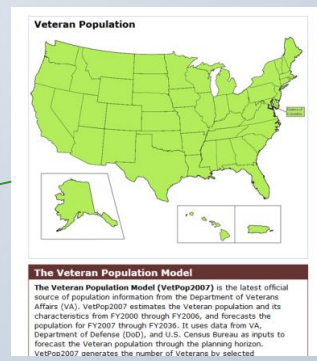 Veteran Population
District of
Columbia
The Veteran Population Model
The Veteran Population Model (VetPop2007) is the latest official
source of population information from the Department of Veterans
Affairs (VA). VetPop2007 estimates the Veteran population and its
characteristics from FY2000 through FY2006, and forecasts the
population for FY2007 through FY2036. It uses data from VA,
Department of Defense (DoD), and U.S. Census Bureau as inputs to
forecast the Veteran population through the planning horizon.
VetPop2007 generates the number of Veterans by selected